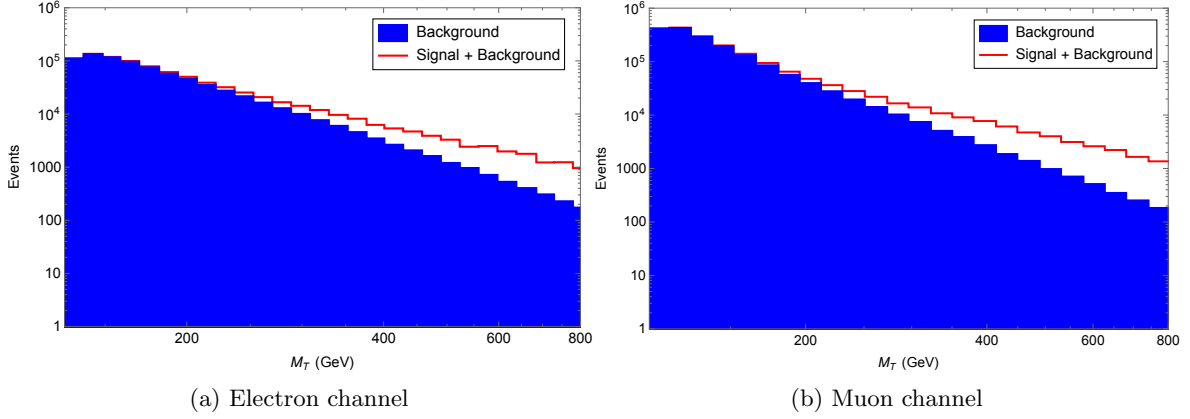 10^6
10^5
10^4
1000
100
10
1
Events
Background
Signal + Background
200
400
600
800
M_T (GeV)
(a) Electron channel
10^6
10^5
10^4
1000
100
10
1
Events
Background
Signal + Background
200
400
600
800
M_T (GeV)
(b) Muon channel